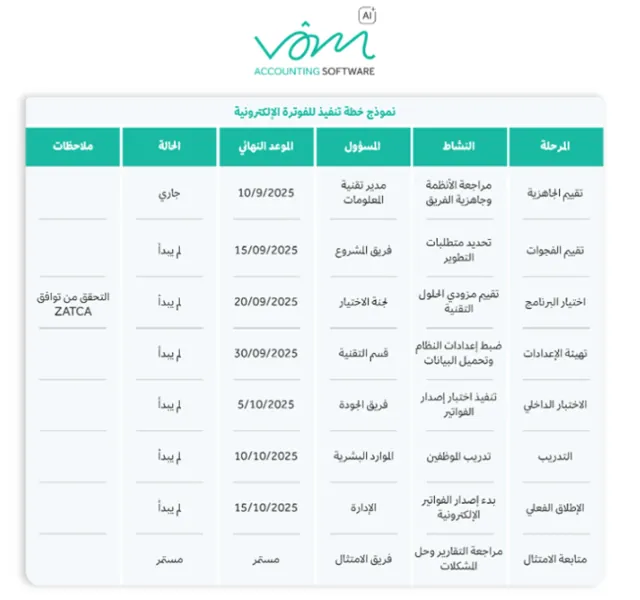 AI
vôm
ACCOUNTING SOFTWARE
نموذج خطة تنفيذ للفوترة الإلكترونية
المرحلة النشاط المسؤول الموعد النهائي الحالة ملاحظات
تقييم الجاهزية مراجعة الأنظمة وجاهزية الفريق مدير تقنية المعلومات 10/9/2025 جاري
تقييم الفجوات تحديد متطلبات التطوير فريق المشروع 15/09/2025 لم يبدأ
اختيار البرنامج تقييم مزودي الحلول التقنية لجنة الاختيار 20/09/2025 لم يبدأ التحقق من توافق ZATCA
تهيئة الإعدادات ضبط إعدادات النظام وتحميل البيانات قسم التقنية 30/09/2025 لم يبدأ
الاختبار الداخلي تنفيذ اختبار إصدار الفواتير فريق الجودة 5/10/2025 لم يبدأ
التدريب تدريب الموظفين الموارد البشرية 10/10/2025 لم يبدأ
الإطلاق الفعلي بدء إصدار الفواتير الإلكترونية الإدارة 15/10/2025 لم يبدأ
متابعة الامتثال مراجعة التقارير وحل المشكلات فريق الامتثال مستمر مستمر